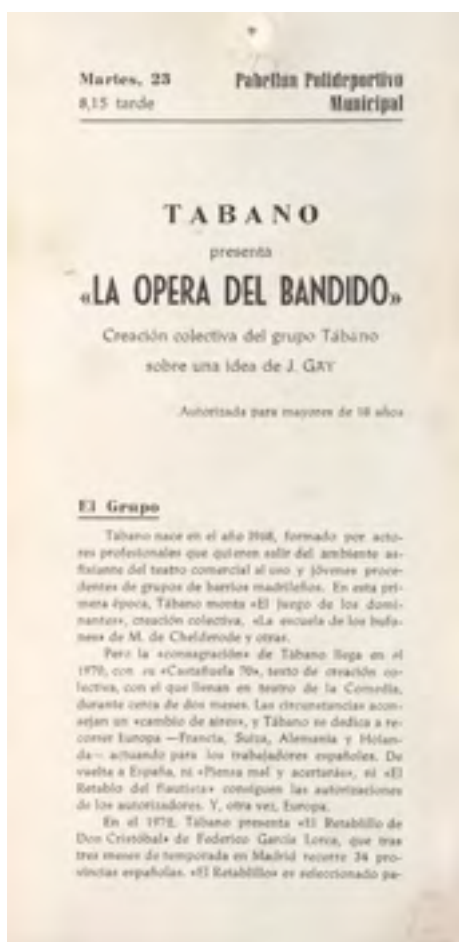 Martes, 23
Pabellon Polideportivo
8,15 tarde
Municipal
TABANO
presenta
«LA OPERA DEL BANDIDO»
Creación colectiva del grupo Tábano
sobre una idea de J. GAY
Autorizada para mayores de 18 años
El Grupo
Tábano nace en el año 1968, formado por acto-
res profesionales que quieren salir del ambiente as-
fixiante del teatro comercial al uso y jóvenes proce-
dentes de grupos de barrios madrileños. En esta pri-
mera época, Tábano monta «El juego de los domi-
nantes», creación colectiva, «La escuela de los bufo-
nes» de M. de Chelderode y otras.
Pero la «consagración» de Tábano llega en el
1970, con su «Castañuela 70», texto de creación co-
lectiva, con el que llenan en teatro de la Comedia,
durante cerca de dos meses. Las circunstancias acon-
sejan un «cambio de aires», y Tábano se dedica a re-
correr Europa —Francia, Suiza, Alemania y Holan-
da— actuando para los trabajadores españoles. De
vuelta a España, ni «Piensa mal y acertarás», ni «El
Retablo del flautista» consiguen las autorizaciones
de los autorizadores. Y, otra vez, Europa.
En el 1972, Tábano presenta «El Retablillo de
Don Cristóbal» de Federico García Lorca, que tras
tres meses de temporada en Madrid recorre 34 pro-
vincias españolas. «El Retablillo» es seleccionado pa-